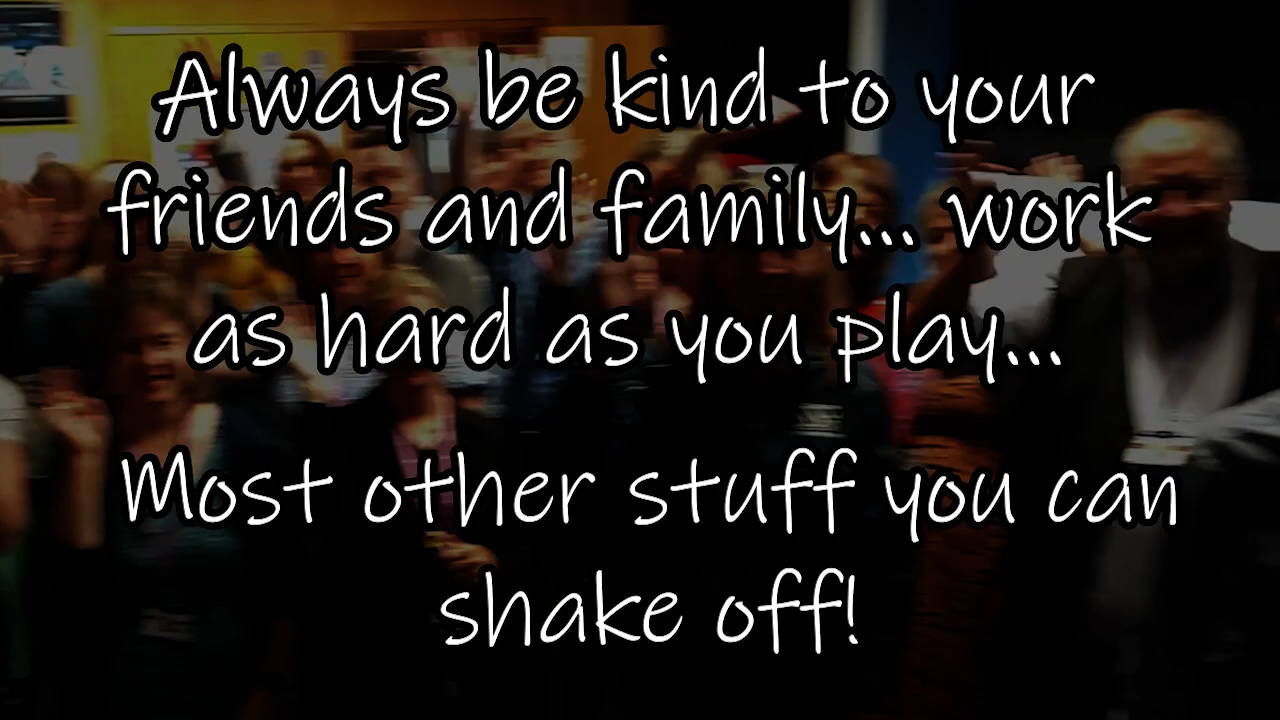 Always be kind to your
friends and family... work
as hard as you play...
Most other stuff you can
shake off!